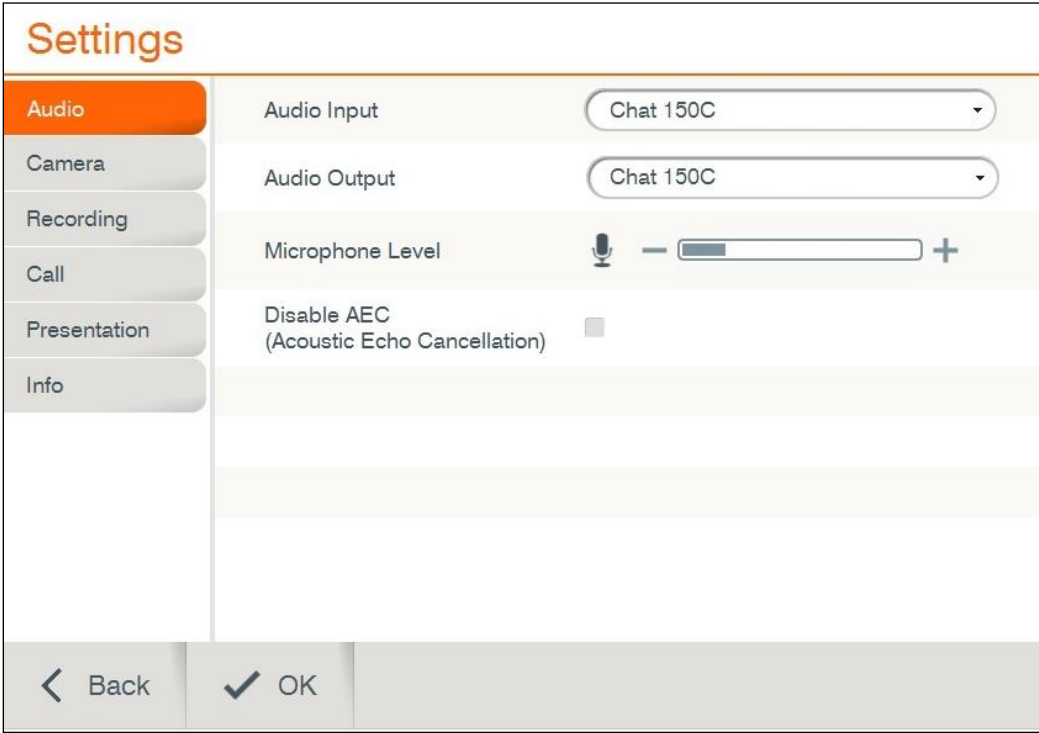 Settings
Audio
Camera
Recording
Call
Presentation
Info
Audio Input
Chat 150C
Audio Output
Chat 150C
Microphone Level
Disable AEC
(Acoustic Echo Cancellation)
Back
OK